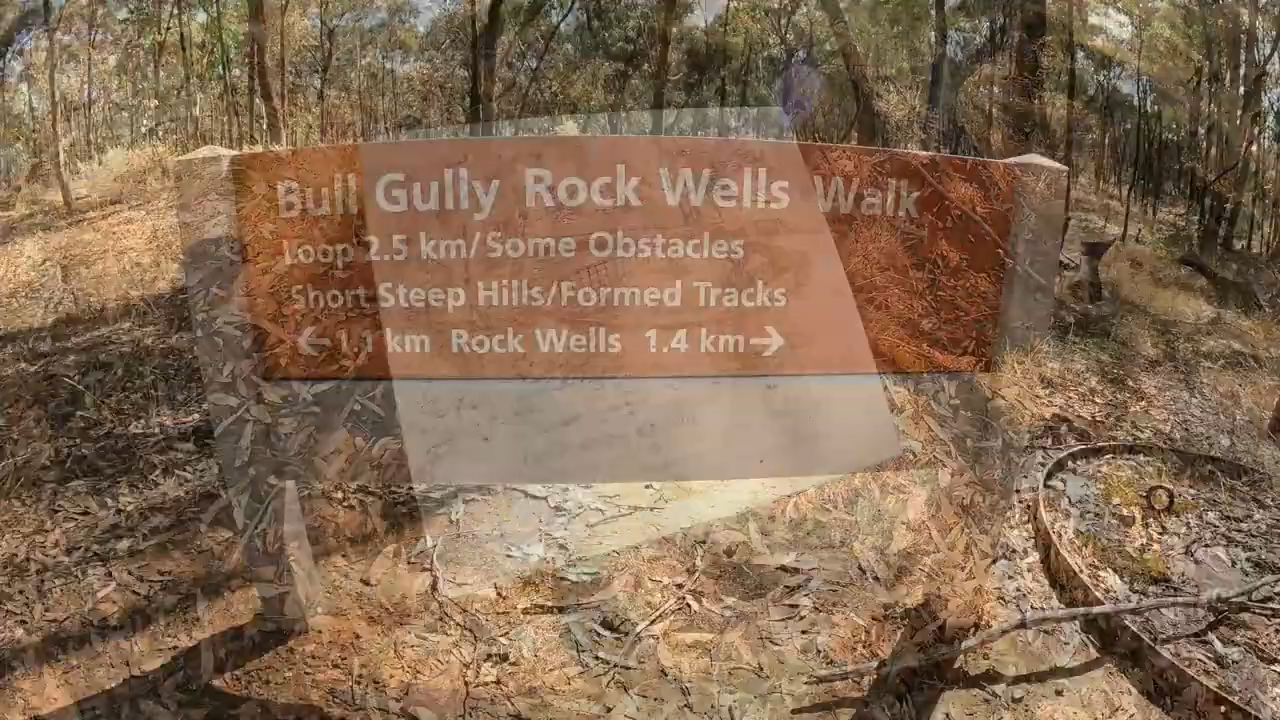 Bull Gully Rock Wells Walk
Loop 2.5 km/Some Obstacles
Short Steep Hills/Formed Tracks
← 1.1 km Rock Wells 1.4 km →